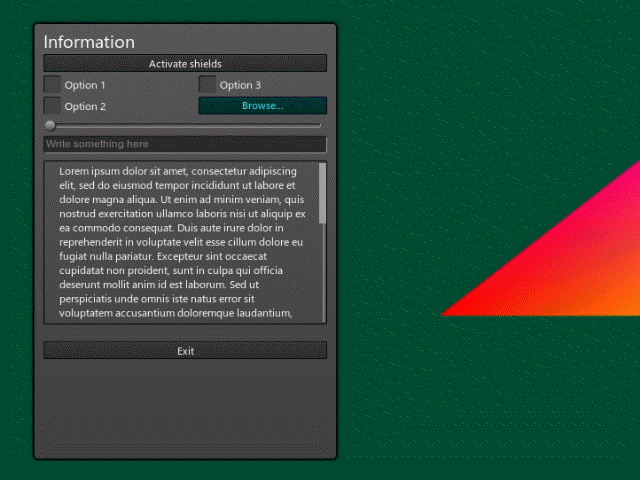 Information
Activate shields
Option 1
Option 3
Option 2
Browse...
Write something here
Lorem ipsum dolor sit amet, consectetur adipiscing
elit, sed do eiusmod tempor incididunt ut labore et
dolore magna aliqua. Ut enim ad minim veniam, quis
nostrud exercitation ullamco laboris nisi ut aliquip ex
ea commodo consequat. Duis aute irure dolor in
reprehenderit in voluptate velit esse cillum dolore eu
fugiat nulla pariatur. Excepteur sint occaecat
cupidatat non proident, sunt in culpa qui officia
deserunt mollit anim id est laborum. Sed ut
perspiciatis unde omnis iste natus error sit
voluptatem accusantium doloremque laudantium,
Exit